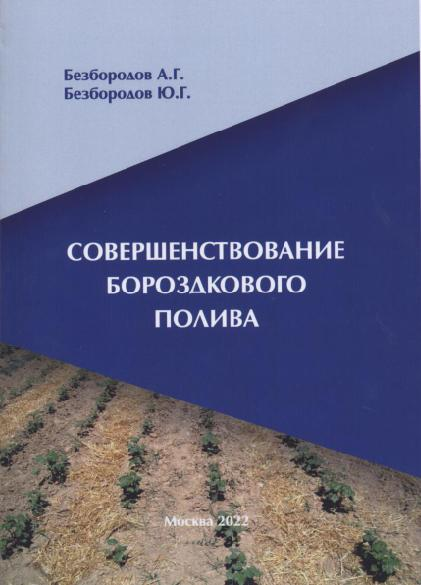 Безбородов А.Г.
Безбородов Ю.Г.
СОВЕРШЕНСТВОВАНИЕ
БОРОЗДКОВОГО
ПОЛИВА
Москва 2022